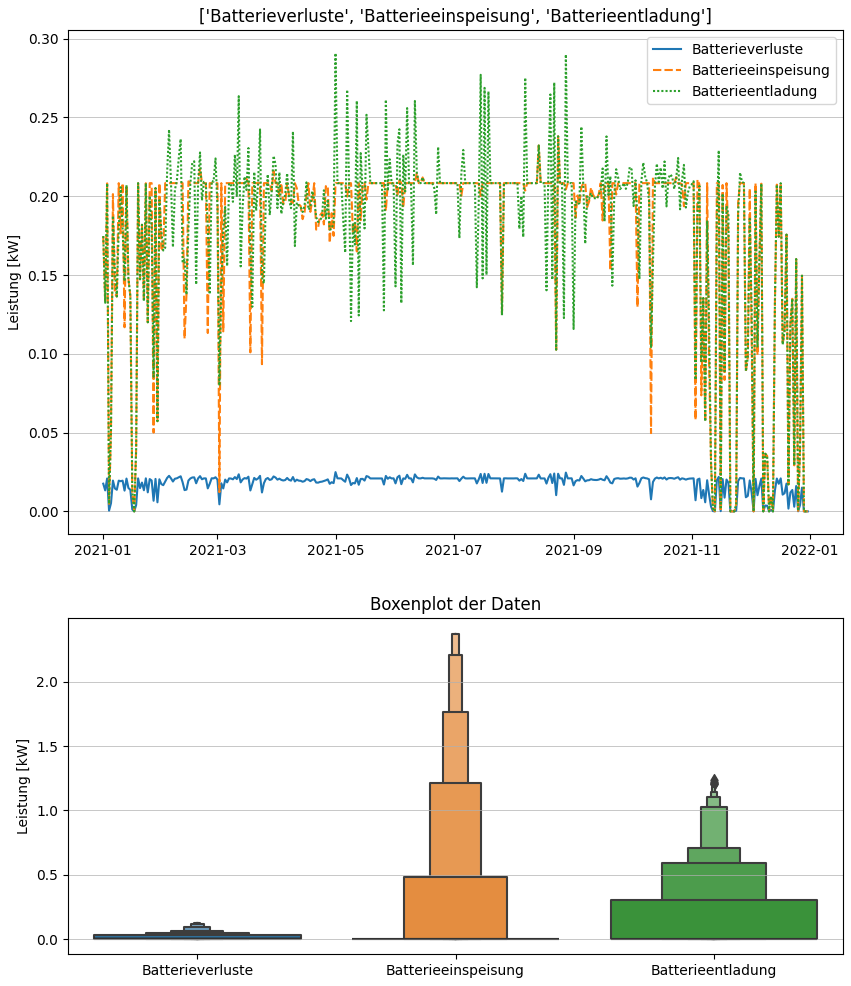 ['Batterieverluste', 'Batterieeinspeisung', 'Batterieentladung']
Leistung [kW]
0.30
0.25
0.20
0.15
0.10
0.05
0.00
Batterieverluste
Batterieeinspeisung
Batterieentladung
2021-01 2021-03 2021-05 2021-07 2021-09 2021-11 2022-01
Boxenplot der Daten
Leistung [kW]
2.0
1.5
1.0
0.5
0.0
Batterieverluste Batterieeinspeisung Batterieentladung